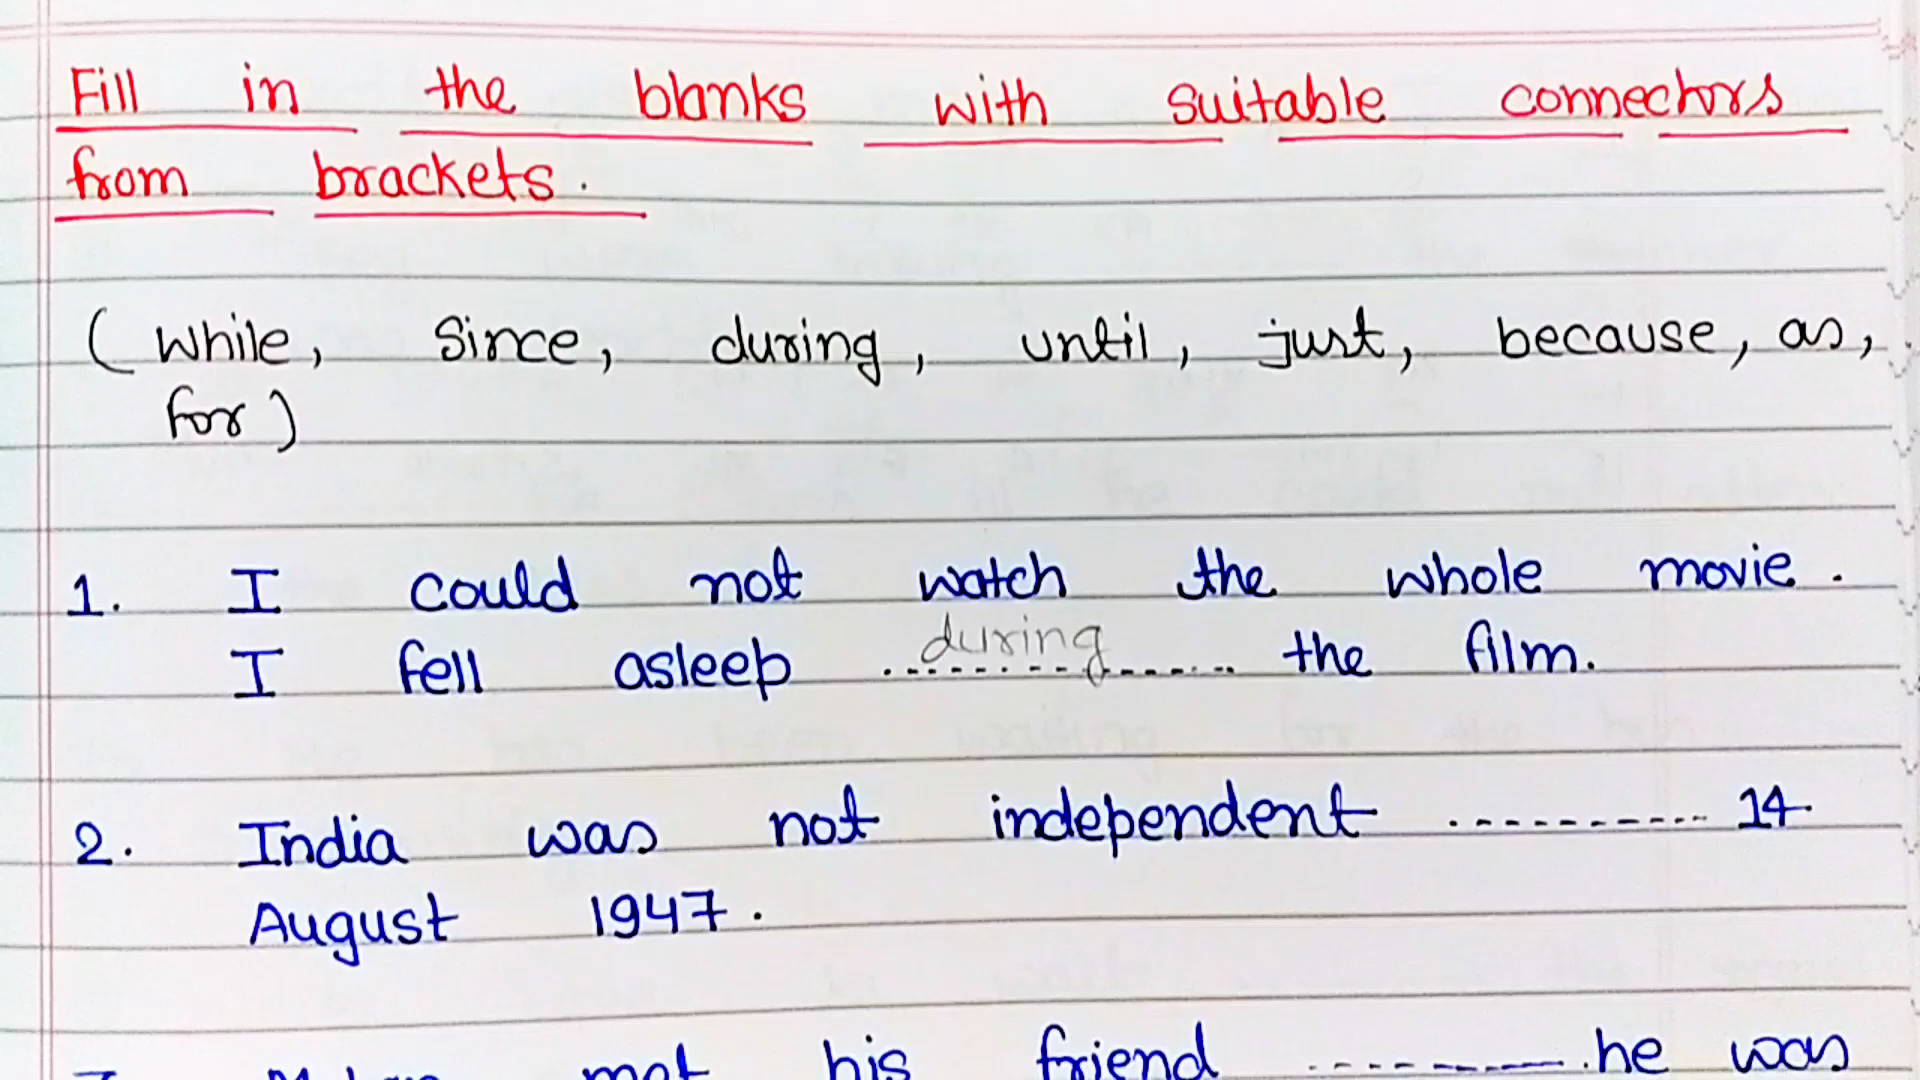 Fill in the blanks with suitable connectors
from brackets.
( While, Since, during, until, just, because, as,
for )
1. I could not watch the whole movie.
I fell asleep ....during.... the film.
2. India was not independent ........... 14
August 1947.
his friend ........... he was